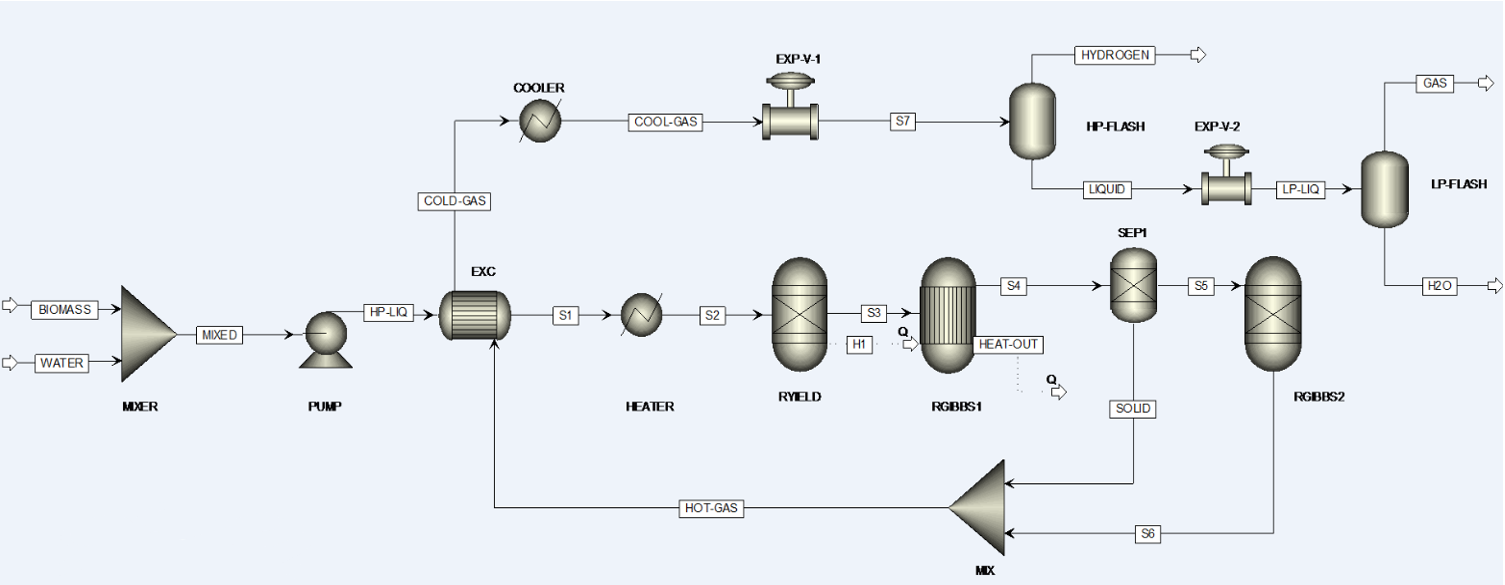 HYDROGEN
EXP-V-1
GAS
COOLER
COOL-GAS
S7
HP-FLASH
EXP-V-2
LIQUID
LP-LIQ
LP-FLASH
COLD-GAS
SEP1
EXC
S4
S5
H2O
BIOMASS
HP-LIQ
S1
S2
S3
MIXED
Q
WATER
H1
HEAT-OUT
Q
MIXER
PUMP
HEATER
RYIELD
RGIBBS1
SOLID
RGIBBS2
HOT-GAS
S6
MIX